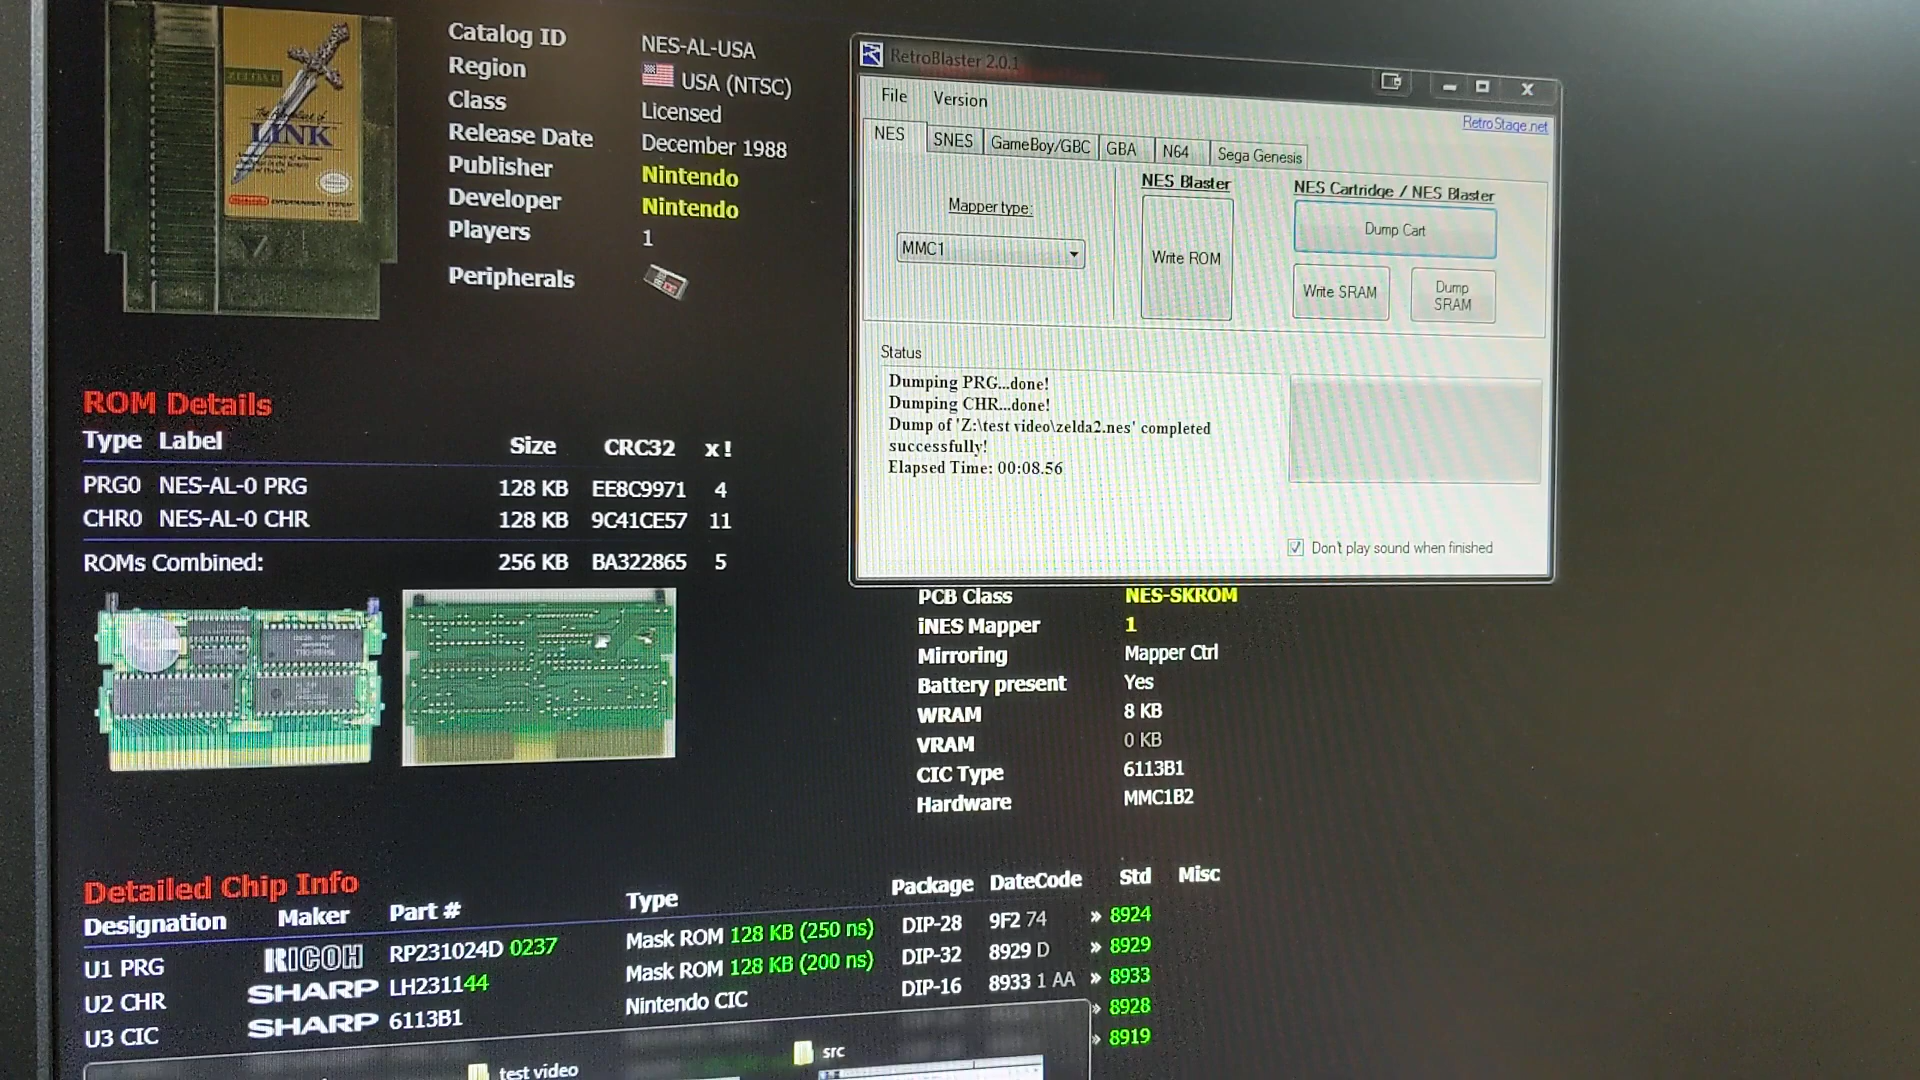 ZELDA II
The Adventure of
LINK
Nintendo ENTERTAINMENT SYSTEM
Catalog ID NES-AL-USA
Region USA (NTSC)
Class Licensed
Release Date December 1988
Publisher Nintendo
Developer Nintendo
Players 1
Peripherals
RetroBlaster 2.0.1
File Version
RetroStage.net
NES SNES GameBoy/GBC GBA N64 Sega Genesis
Mapper type:
MMC1
NES Blaster
Write ROM
NES Cartridge / NES Blaster
Dump Cart
Write SRAM
Dump
SRAM
Status
Dumping PRG...done!
Dumping CHR...done!
Dump of 'Z:\test video\zelda2.nes' completed
successfully!
Elapsed Time: 00:08.56
Don't play sound when finished
ROM Details
Type Label Size CRC32 x !
PRG0 NES-AL-0 PRG 128 KB EE8C9971 4
CHR0 NES-AL-0 CHR 128 KB 9C41CE57 11
ROMs Combined: 256 KB BA322865 5
PCB Class NES-SKROM
iNES Mapper 1
Mirroring Mapper Ctrl
Battery present Yes
WRAM 8 KB
VRAM 0 KB
CIC Type 6113B1
Hardware MMC1B2
Detailed Chip Info
Designation Maker Part # Type Package DateCode Std Misc
U1 PRG RICOH RP231024D 0237 Mask ROM 128 KB (250 ns) DIP-28 9F2 74 » 8924
U2 CHR SHARP LH231144 Mask ROM 128 KB (200 ns) DIP-32 8929 D » 8929
U3 CIC SHARP 6113B1 Nintendo CIC DIP-16 8933 1 AA » 8933
» 8928
» 8919
test video
src